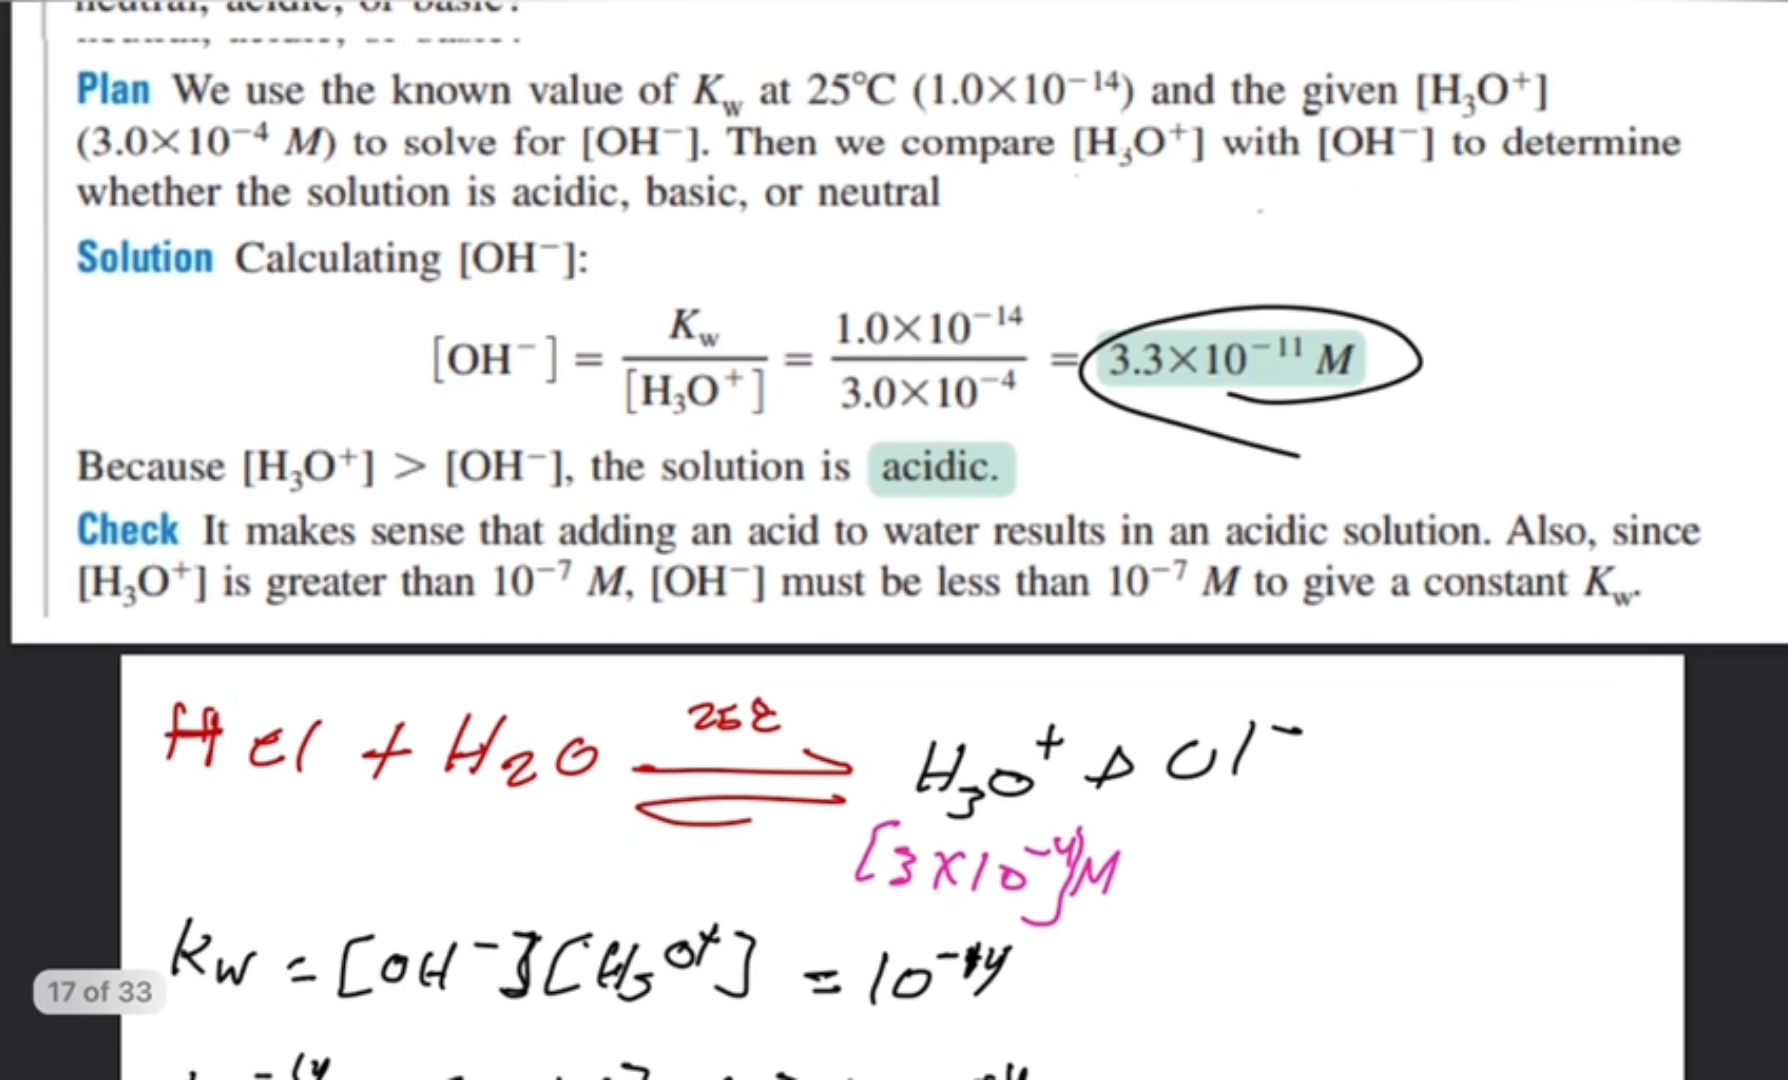 neutral, acidic, or basic?
Plan We use the known value of Kw at 25°C (1.0×10−14) and the given [H3O+]
(3.0×10−4 M) to solve for [OH−]. Then we compare [H3O+] with [OH−] to determine
whether the solution is acidic, basic, or neutral
Solution Calculating [OH−]:
[OH−] = Kw / [H3O+] = 1.0×10−14 / 3.0×10−4 = 3.3×10−11 M
Because [H3O+] > [OH−], the solution is acidic.
Check It makes sense that adding an acid to water results in an acidic solution. Also, since
[H3O+] is greater than 10−7 M, [OH−] must be less than 10−7 M to give a constant Kw.
HCl + H2O ⇌ H3O+ + Cl−
[3×10−4]M
Kw = [OH−][H3O+] = 10−14
17 of 33